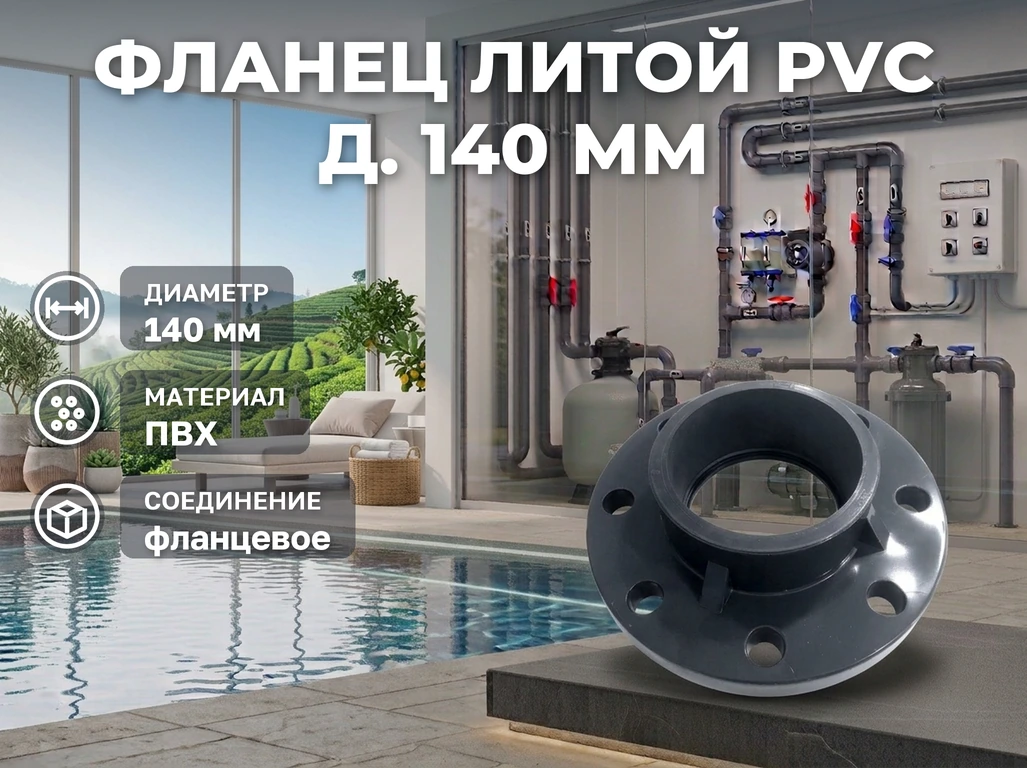 ФЛАНЕЦ ЛИТОЙ PVC
Д. 140 ММ
ДИАМЕТР
140 мм
МАТЕРИАЛ
ПВХ
СОЕДИНЕНИЕ
фланцевое